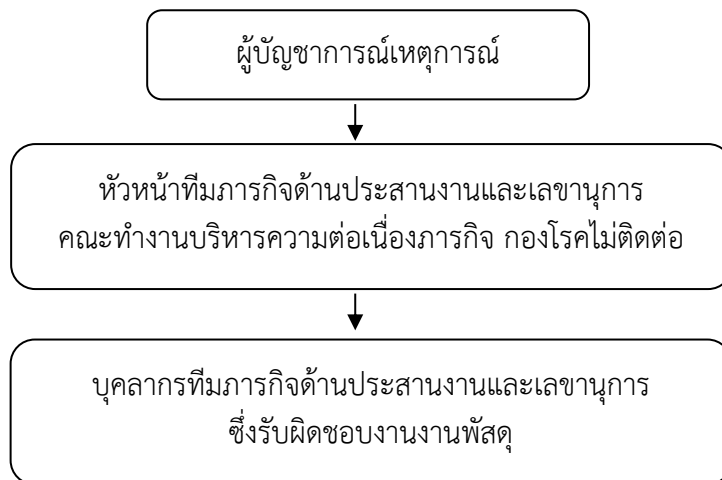 ผู้บัญชาการณ์เหตุการณ์
หัวหน้าทีมภารกิจด้านประสานงานและเลขานุการ
คณะทำงานบริหารความต่อเนื่องภารกิจ กองโรคไม่ติดต่อ
บุคลากรทีมภารกิจด้านประสานงานและเลขานุการ
ซึ่งรับผิดชอบงานงานพัสดุ